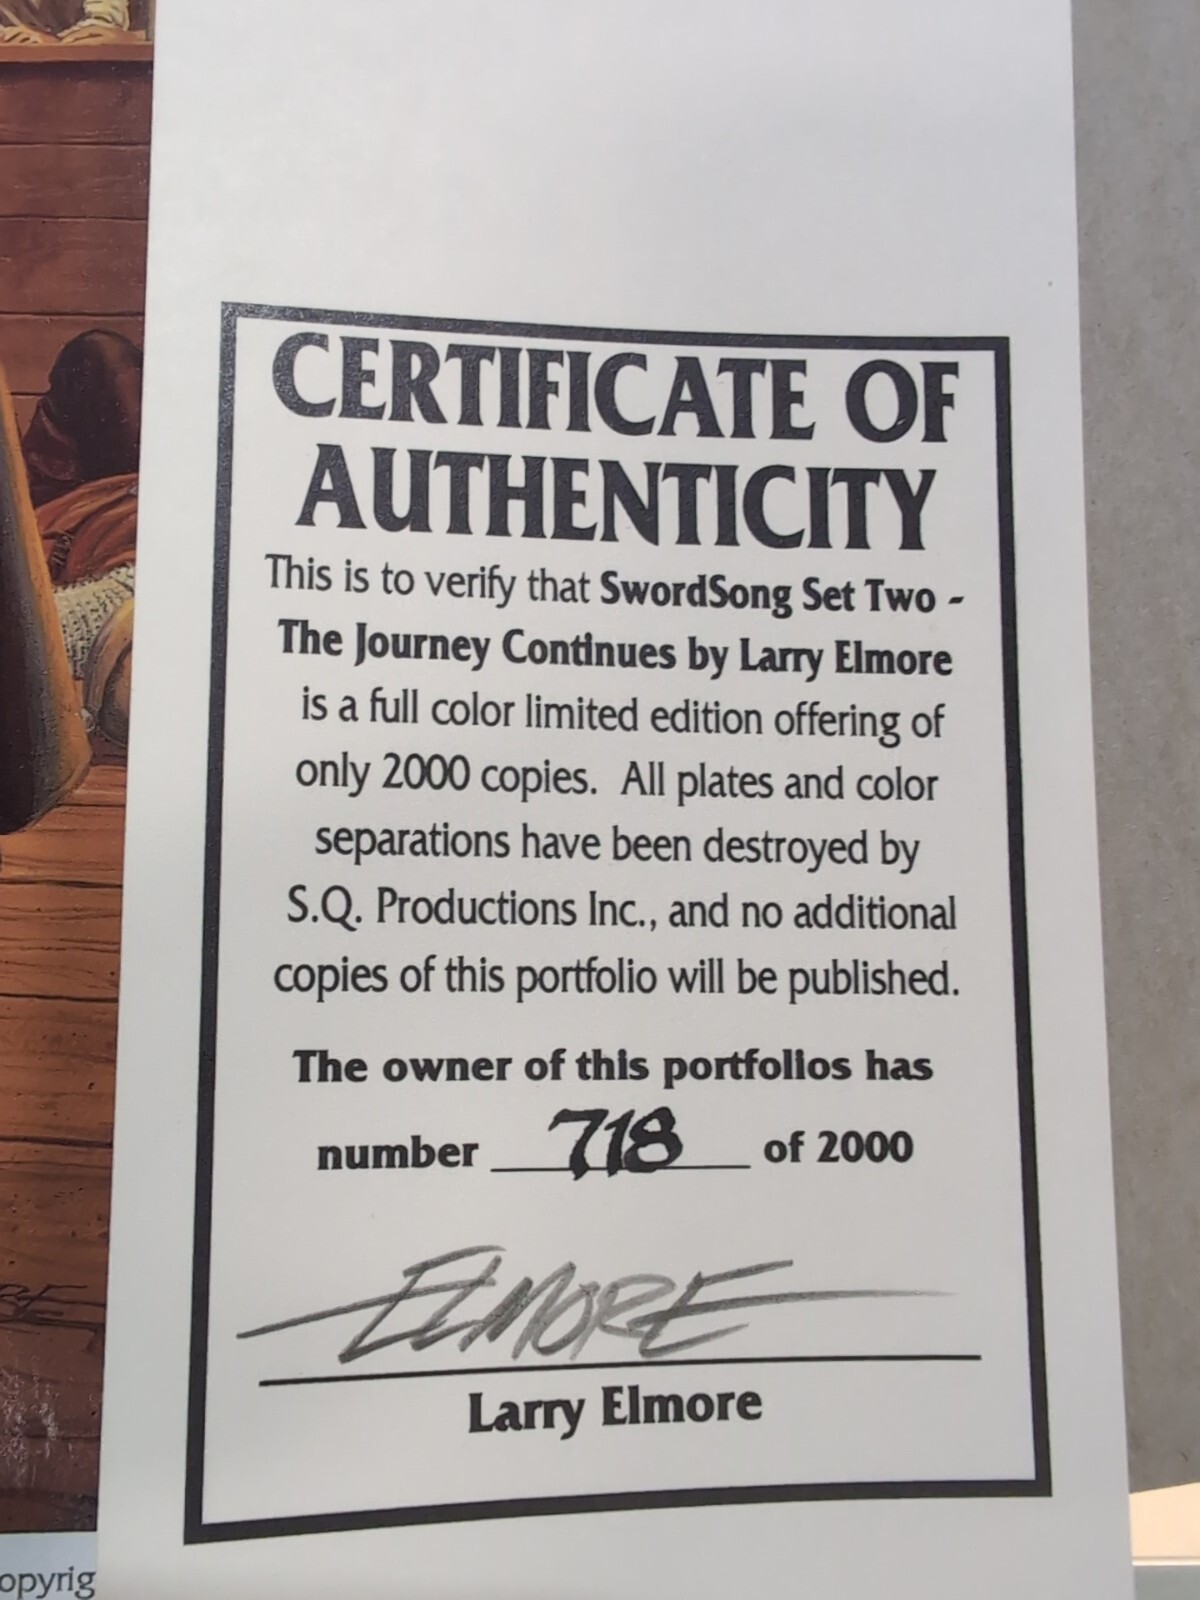 CERTIFICATE OF
AUTHENTICITY
This is to verify that SwordSong Set Two -
The Journey Continues by Larry Elmore
is a full color limited edition offering of
only 2000 copies. All plates and color
separations have been destroyed by
S.Q. Productions Inc., and no additional
copies of this portfolio will be published.
The owner of this portfolios has
number 718 of 2000
ELMORE
Larry Elmore
opyrig